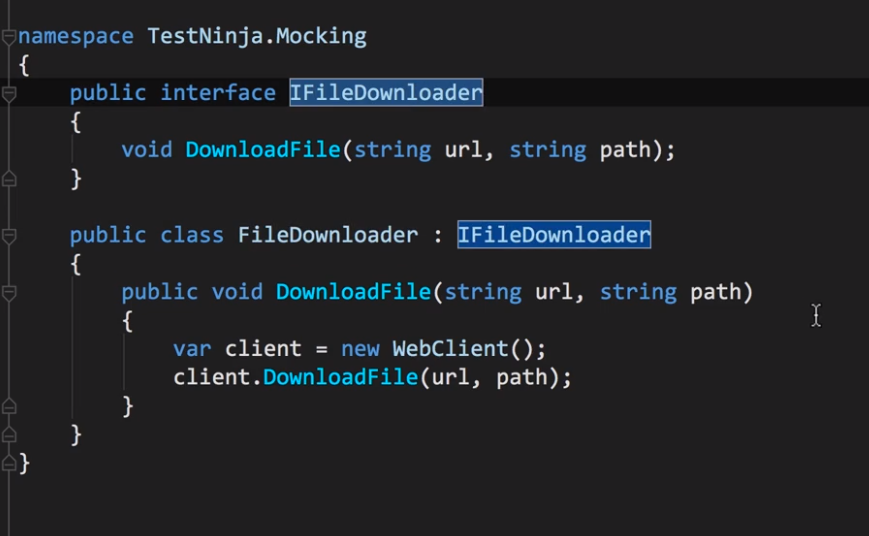 namespace TestNinja.Mocking
{
public interface IFileDownloader
{
void DownloadFile(string url, string path);
}
public class FileDownloader : IFileDownloader
{
public void DownloadFile(string url, string path)
{
var client = new WebClient();
client.DownloadFile(url, path);
}
}
}